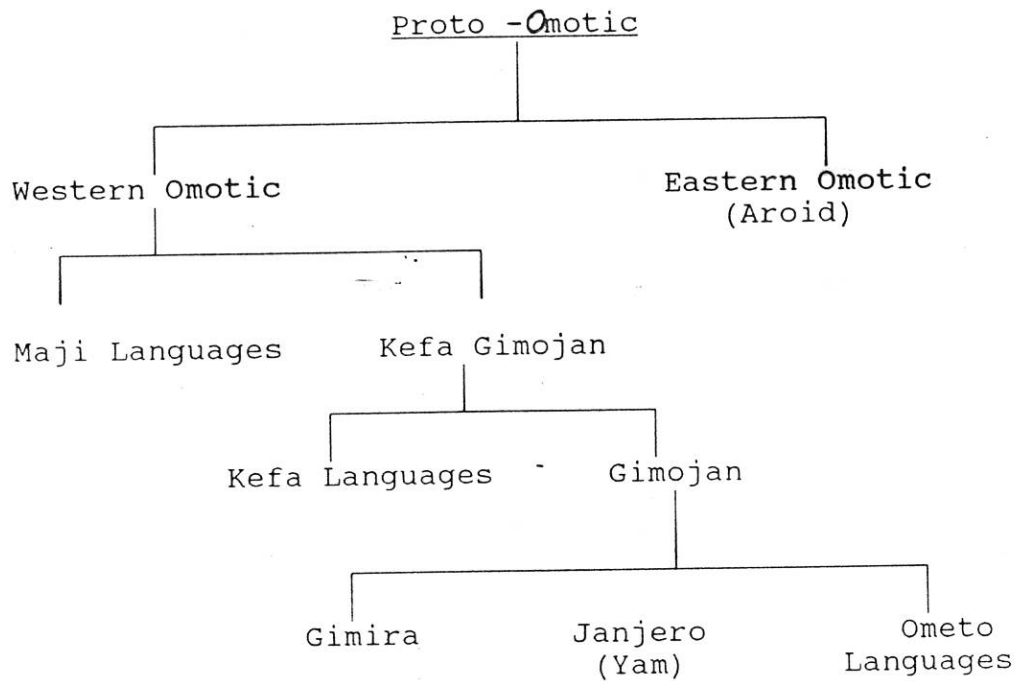 Proto -Omotic
Western Omotic
Eastern Omotic
(Aroid)
Maji Languages
Kefa Gimojan
Kefa Languages
Gimojan
Gimira
Janjero
(Yam)
Ometo
Languages